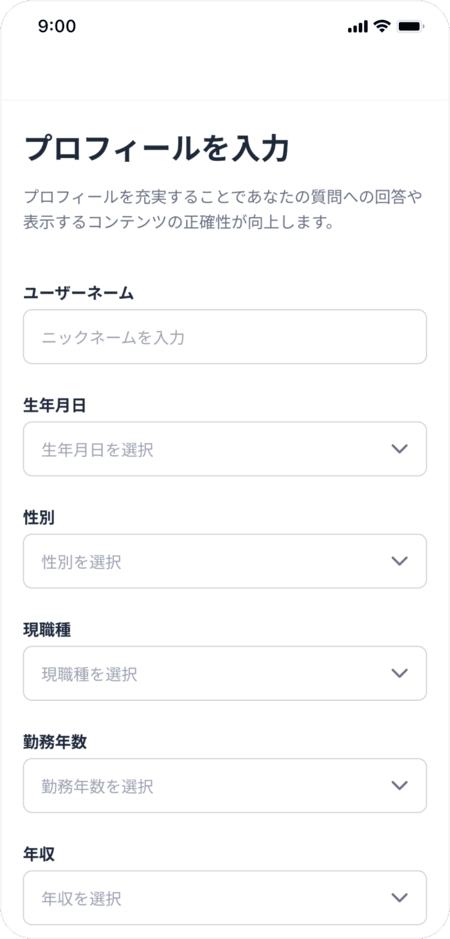 9:00
プロフィールを入力
プロフィールを充実することであなたの質問への回答や
表示するコンテンツの正確性が向上します。
ユーザーネーム
ニックネームを入力
生年月日
生年月日を選択
性別
性別を選択
現職種
現職種を選択
勤務年数
勤務年数を選択
年収
年収を選択